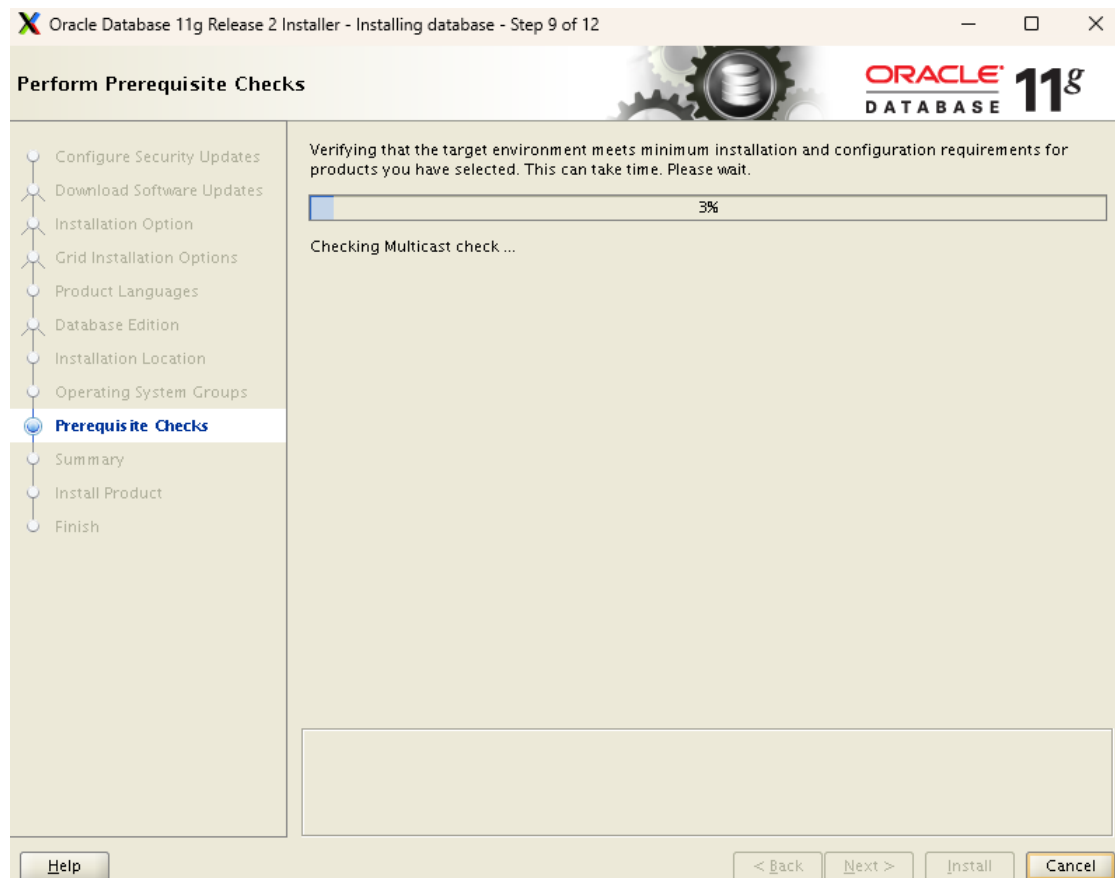 Oracle Database 11g Release 2 Installer - Installing database - Step 9 of 12
Perform Prerequisite Checks
ORACLE DATABASE 11g
Configure Security Updates
Download Software Updates
Installation Option
Grid Installation Options
Product Languages
Database Edition
Installation Location
Operating System Groups
Prerequisite Checks
Summary
Install Product
Finish
Verifying that the target environment meets minimum installation and configuration requirements for
products you have selected. This can take time. Please wait.
3%
Checking Multicast check ...
Help
< Back
Next >
Install
Cancel